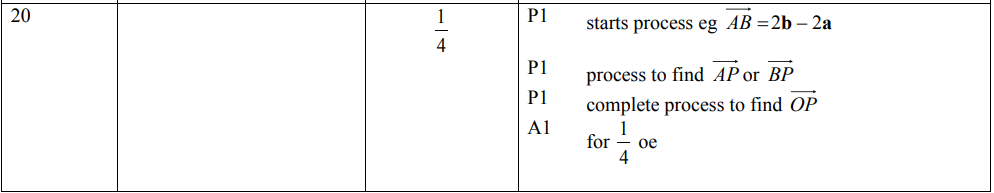 20
1/4
P1 starts process eg AB⃗ = 2b – 2a
P1 process to find AP⃗ or BP⃗
P1 complete process to find OP⃗
A1 for 1/4 oe